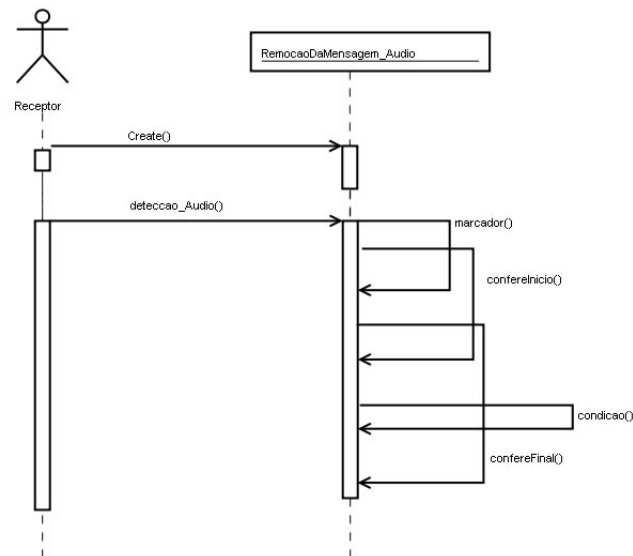 RemocaoDaMensagem_Audio
Receptor
Create()
deteccao_Audio()
marcador()
confereInicio()
condicao()
confereFinal()